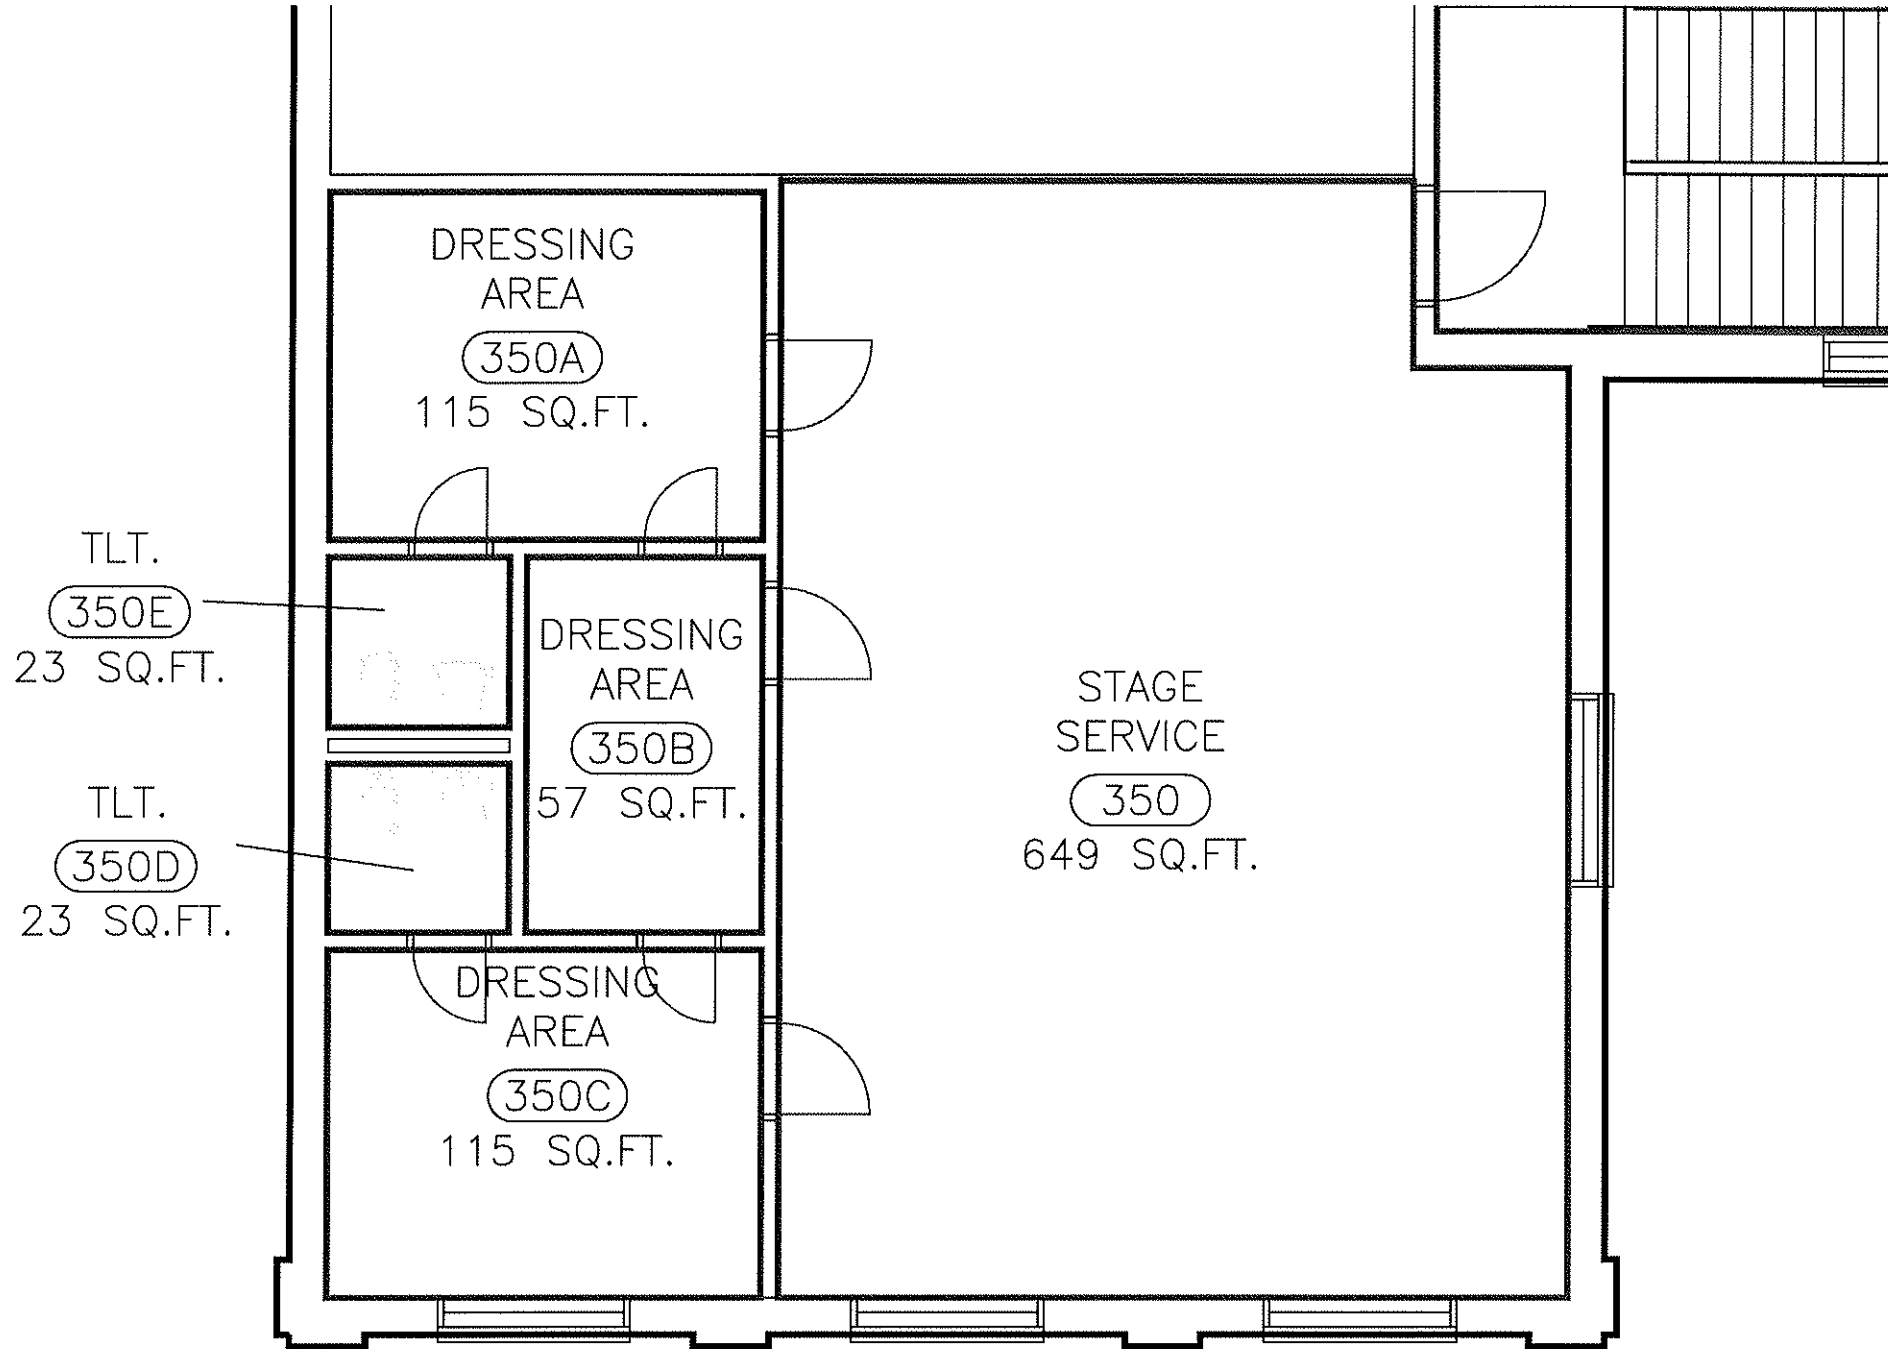 DRESSING
AREA
350A
115 SQ.FT.
TLT.
350E
23 SQ.FT.
DRESSING
AREA
350B
57 SQ.FT.
STAGE
SERVICE
350
649 SQ.FT.
TLT.
350D
23 SQ.FT.
DRESSING
AREA
350C
115 SQ.FT.